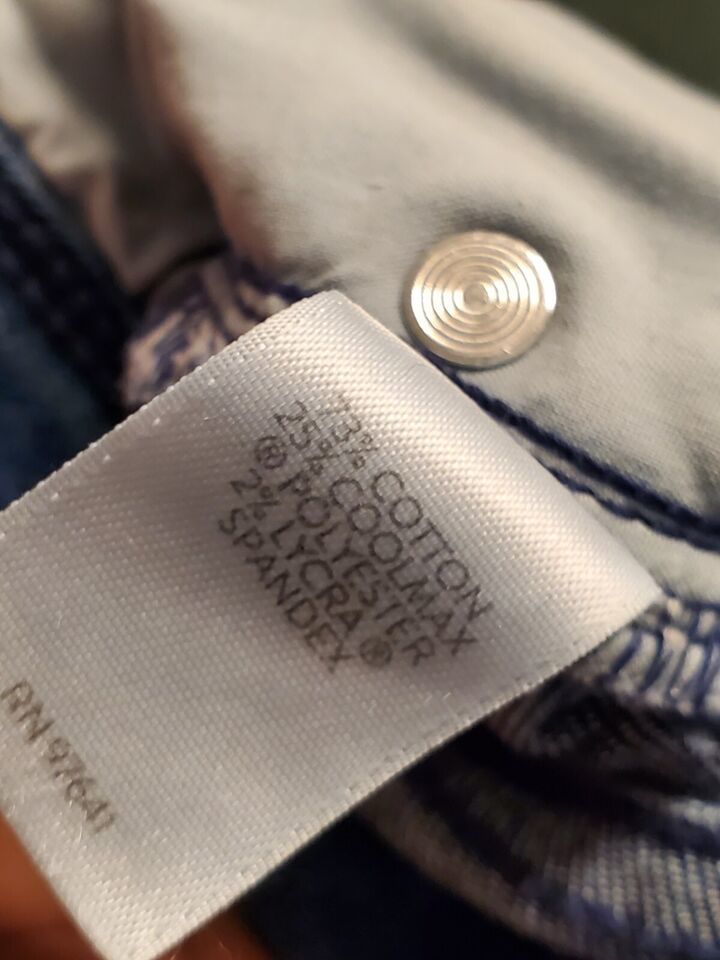 73% COTTON
25% COOLMAX
® POLYESTER
2% LYCRA ®
SPANDEX
RN 97641